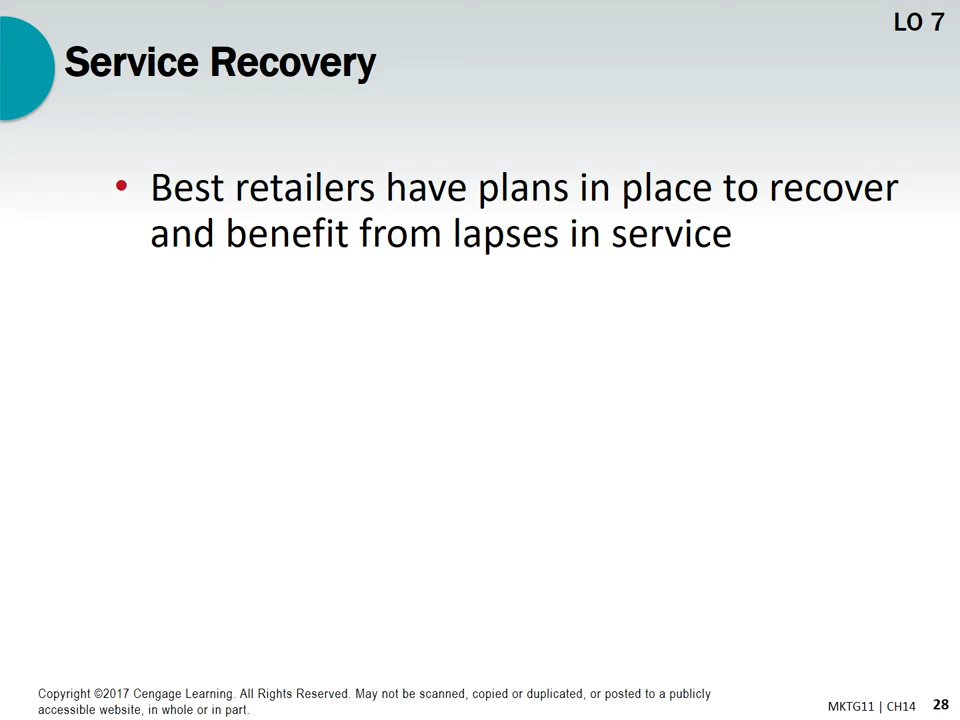 LO 7
Service Recovery
• Best retailers have plans in place to recover
and benefit from lapses in service
Copyright ©2017 Cengage Learning. All Rights Reserved. May not be scanned, copied or duplicated, or posted to a publicly
accessible website, in whole or in part.
MKTG11 | CH14 28